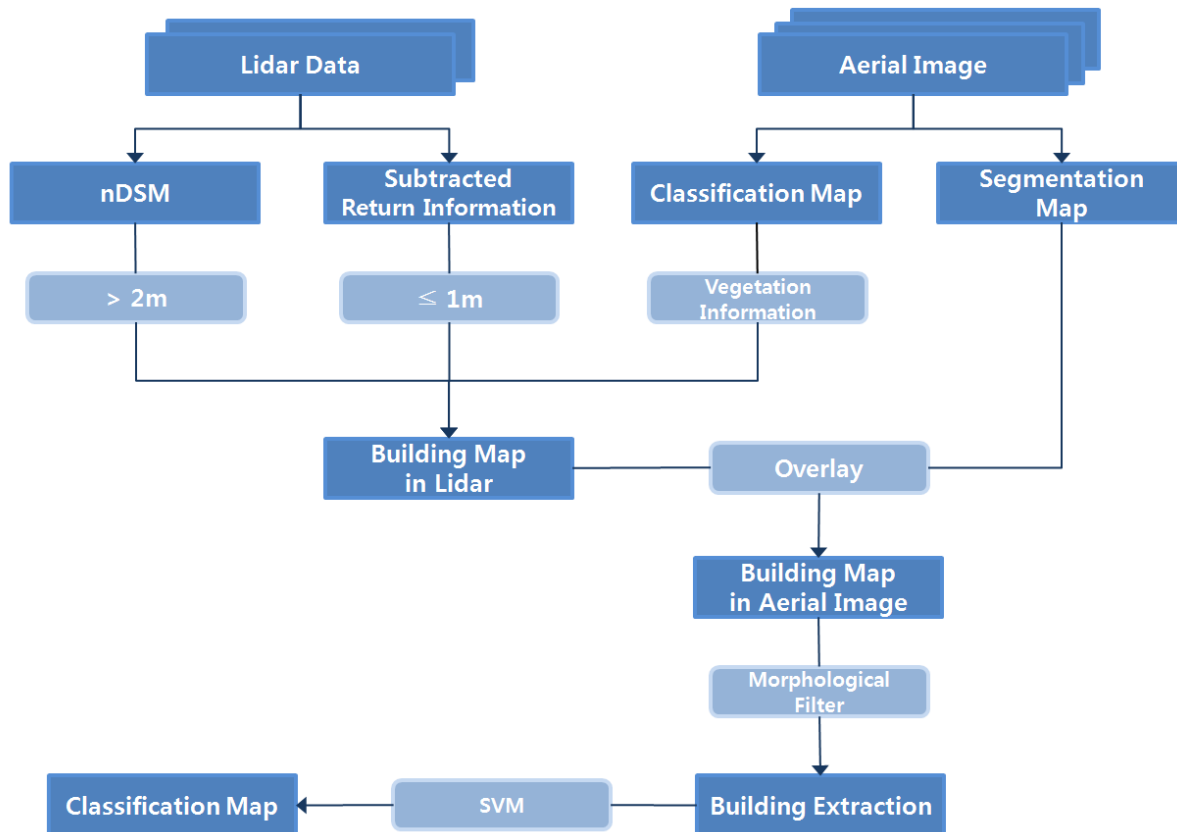 Lidar Data
Aerial Image
nDSM
Subtracted
Return Information
Classification Map
Segmentation
Map
> 2m
≤ 1m
Vegetation
Information
Building Map
in Lidar
Overlay
Building Map
in Aerial Image
Morphological
Filter
Classification Map
SVM
Building Extraction